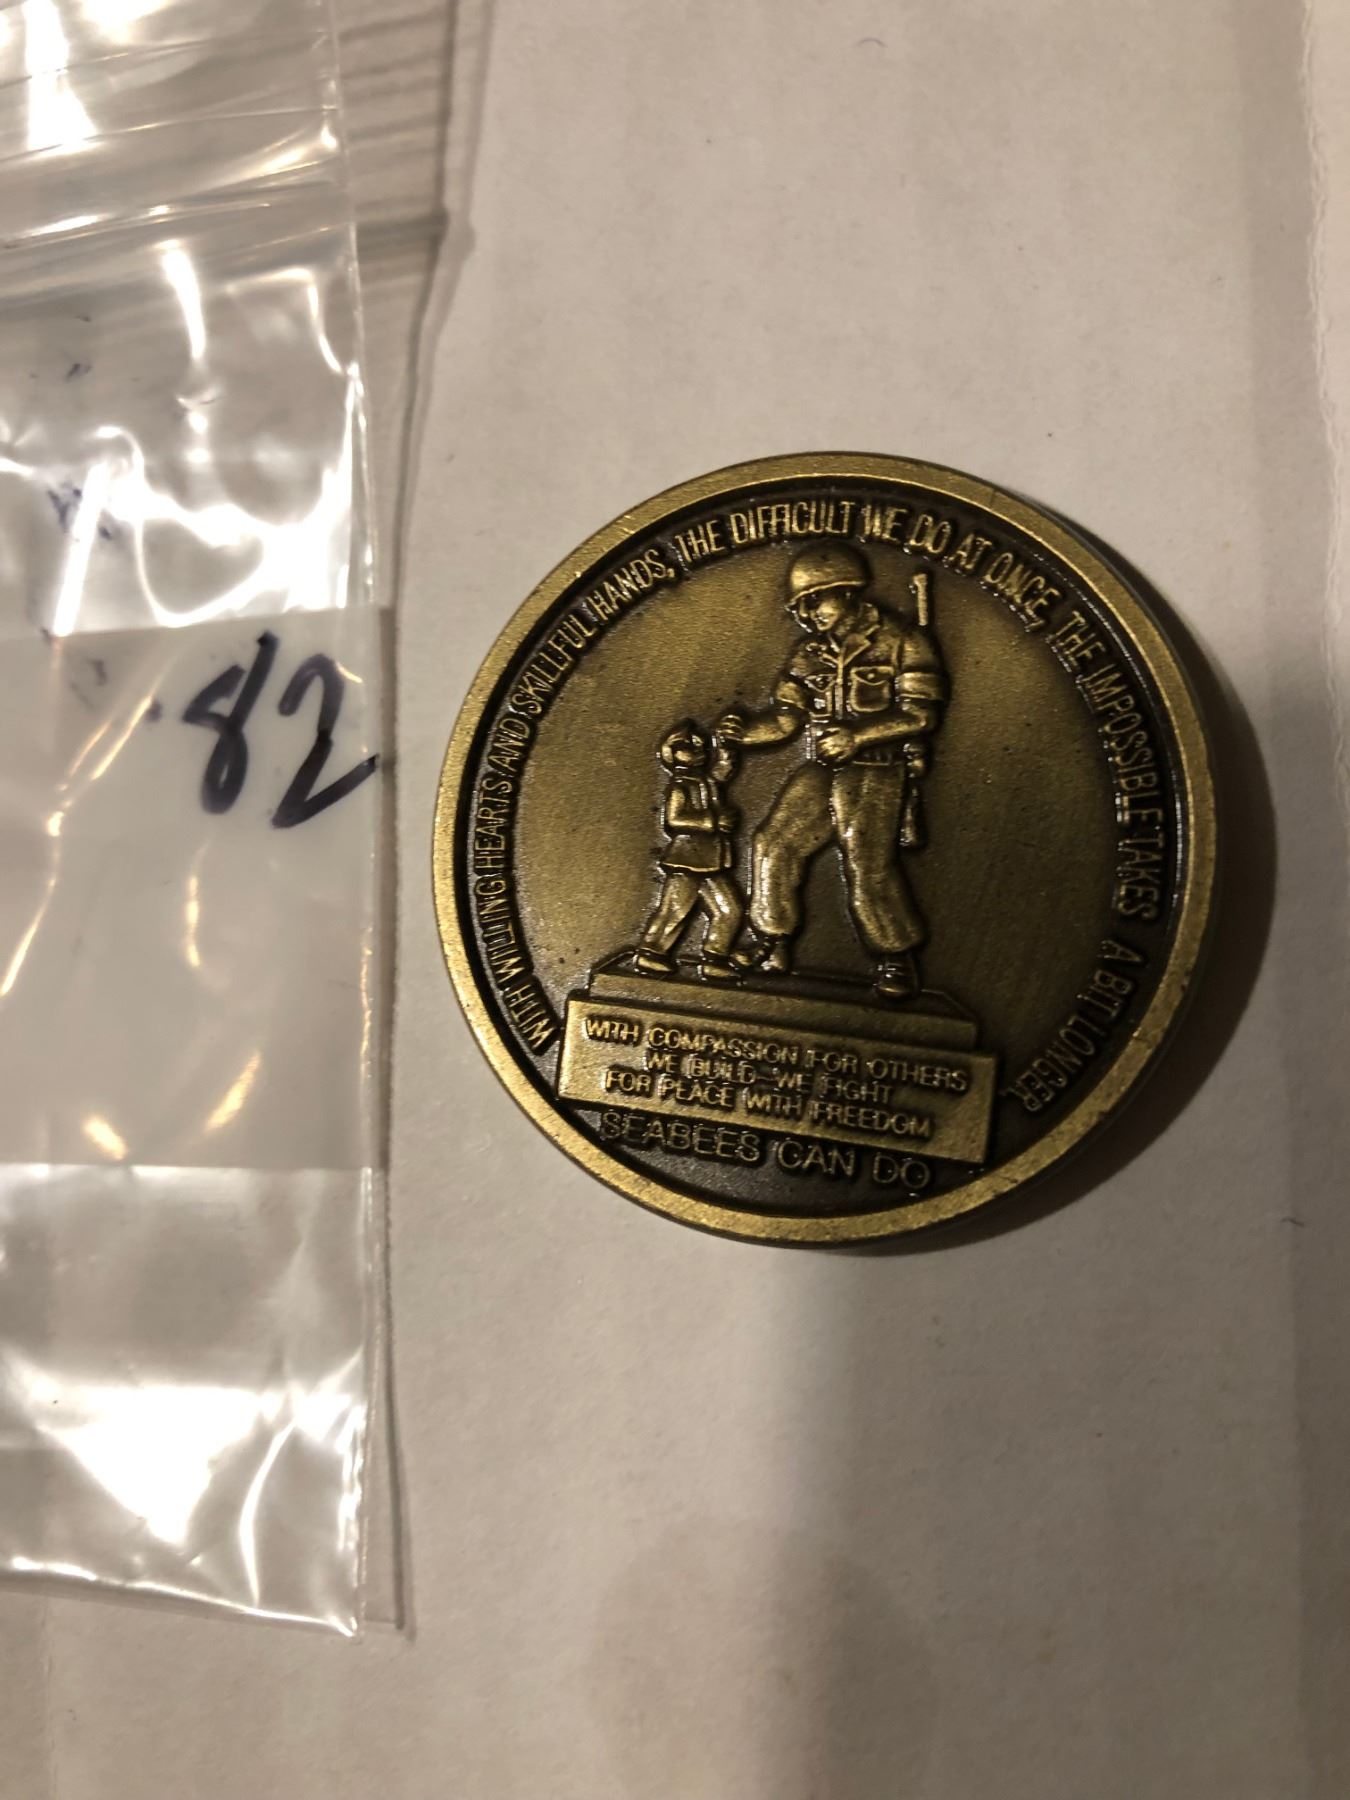 82
WITH WILLING HEARTS AND SKILLFUL HANDS, THE DIFFICULT WE DO AT ONCE, THE IMPOSSIBLE TAKES A BIT LONGER.
WITH COMPASSION FOR OTHERS
WE BUILD-WE FIGHT
FOR PEACE WITH FREEDOM
SEABEES CAN DO